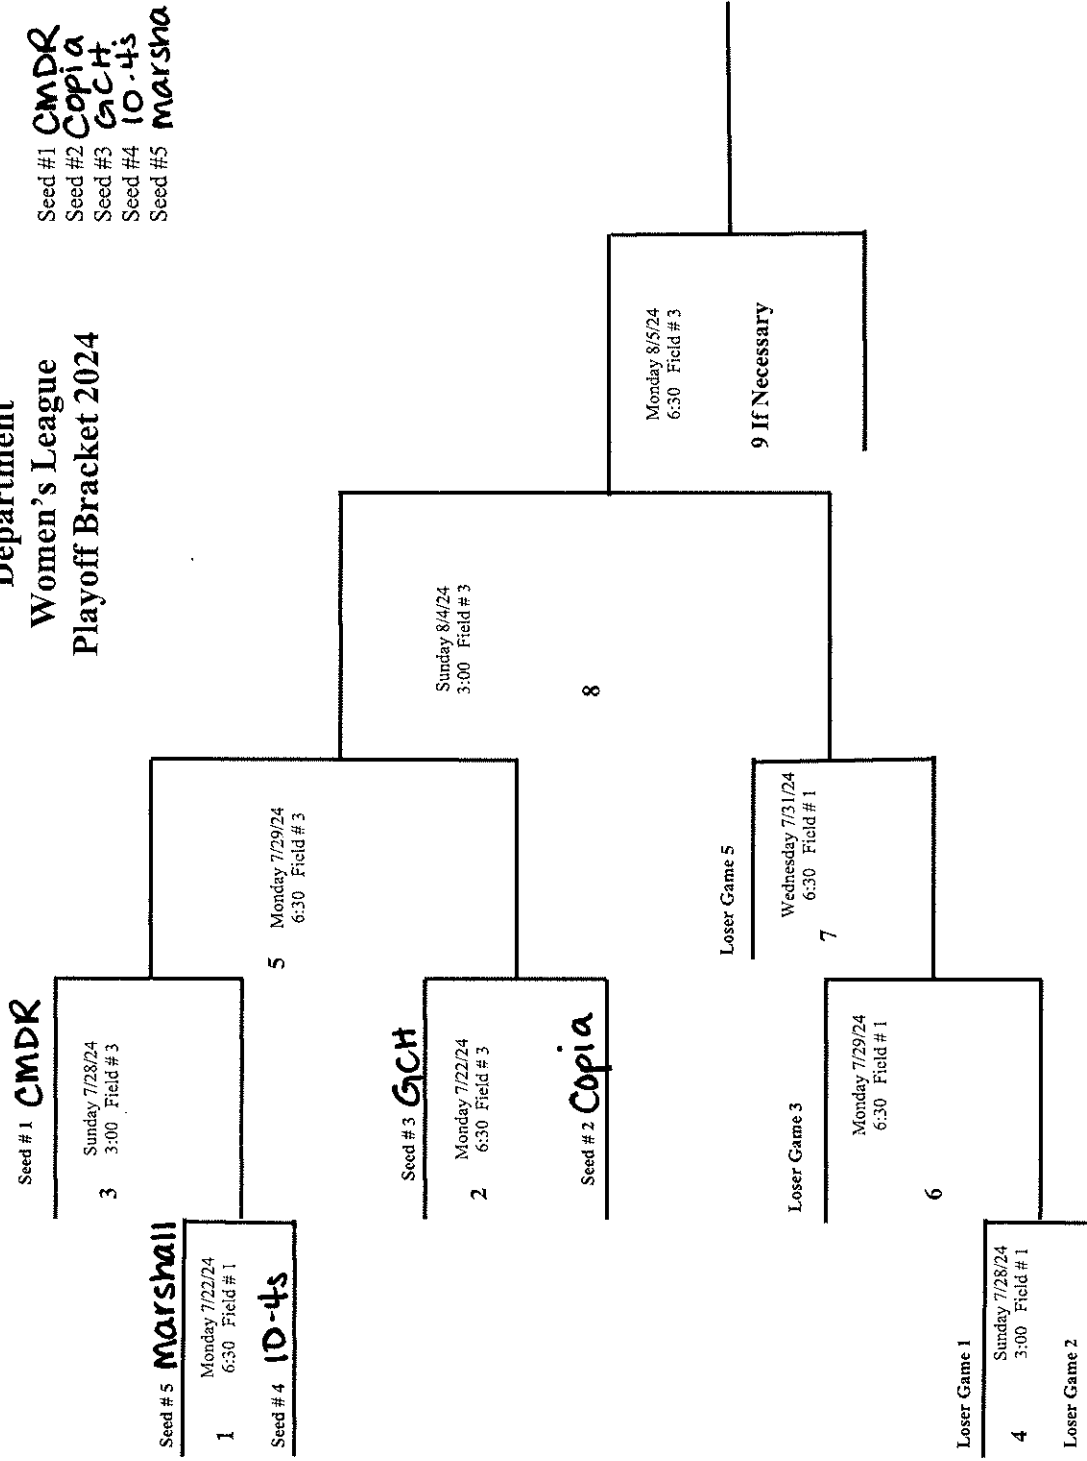 Department
Women's League
Playoff Bracket 2024
Seed #1 CMDR
Seed #2 Copia
Seed #3 GCH
Seed #4 10-4s
Seed #5 Marsha
Seed # 1 CMDR
Sunday 7/28/24
3:00 Field # 3
3
Seed # 5 Marshall
Monday 7/22/24
6:30 Field # 1
1
Seed # 4 10-4s
5
Monday 7/29/24
6:30 Field # 3
Seed # 3 GCH
Monday 7/22/24
6:30 Field # 3
2
Seed # 2 Copia
Sunday 8/4/24
3:00 Field # 3
8
Monday 8/5/24
6:30 Field # 3
9 If Necessary
Loser Game 5
Wednesday 7/31/24
6:30 Field # 1
7
Loser Game 3
Monday 7/29/24
6:30 Field # 1
6
Loser Game 1
Sunday 7/28/24
3:00 Field # 1
4
Loser Game 2